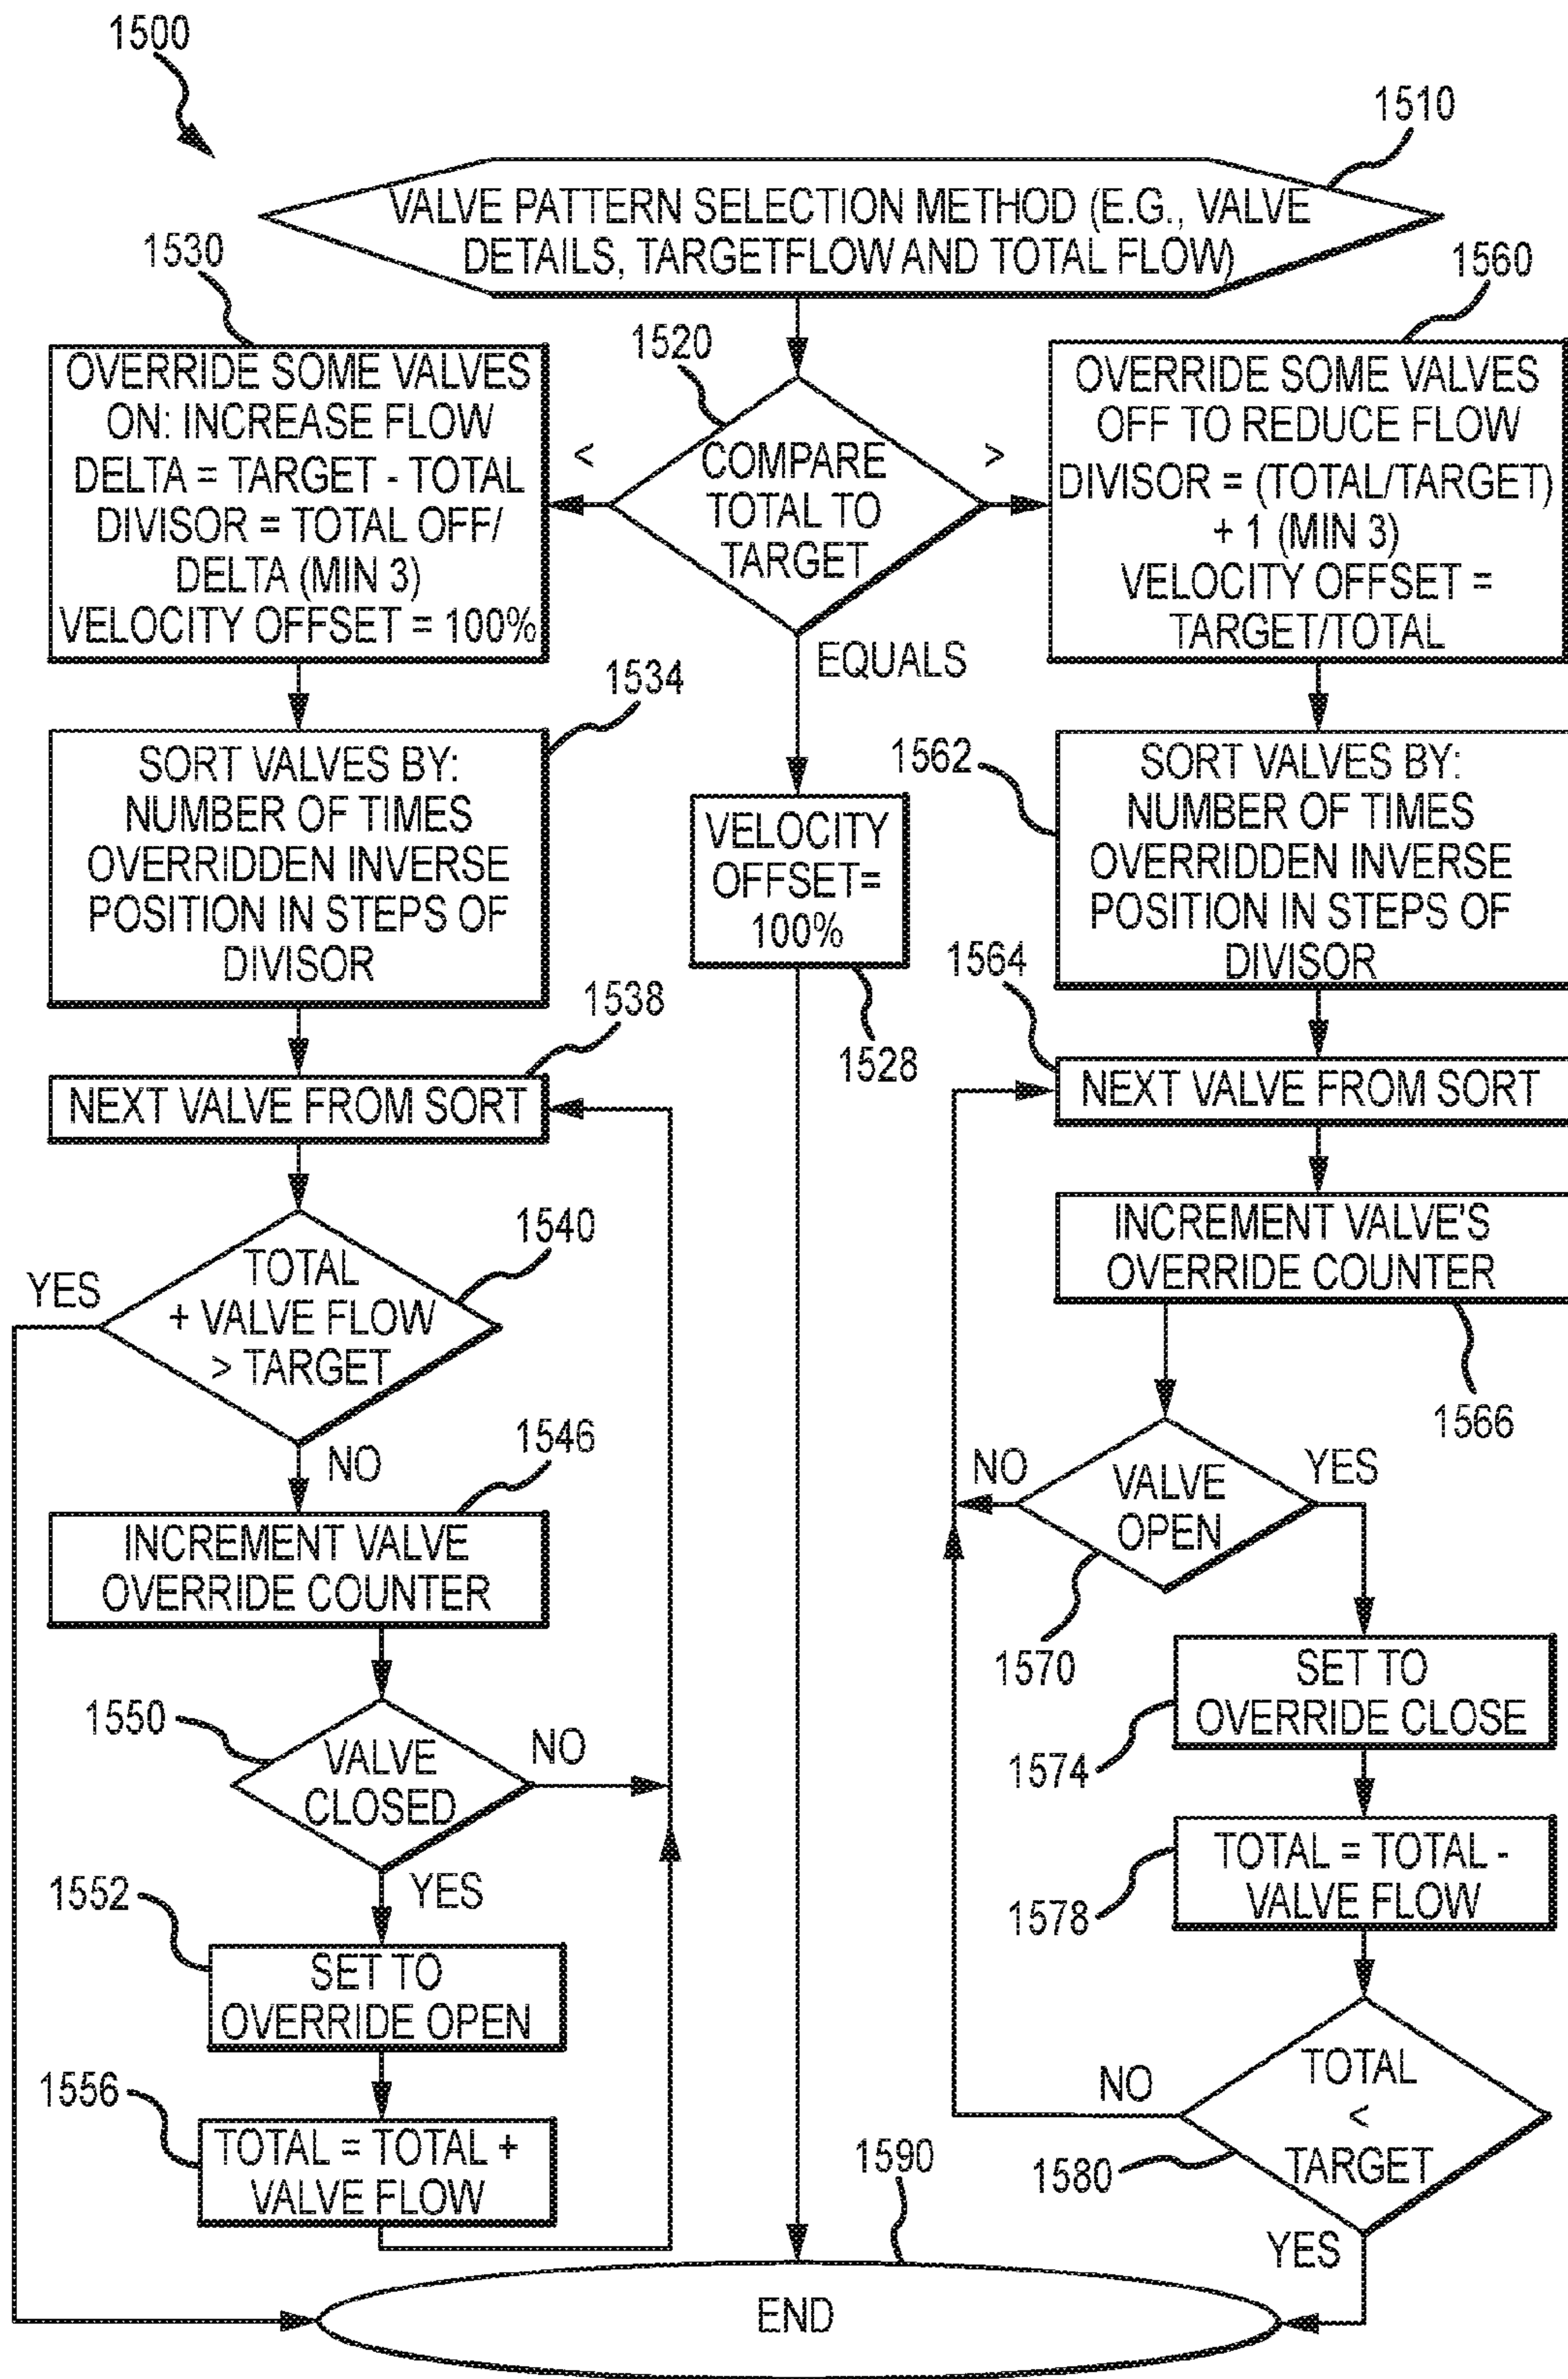 1500
1510
VALVE PATTERN SELECTION METHOD (E.G., VALVE
DETAILS, TARGETFLOW AND TOTAL FLOW)
1530
OVERRIDE SOME VALVES
ON: INCREASE FLOW
DELTA = TARGET - TOTAL
DIVISOR = TOTAL OFF/
DELTA (MIN 3)
VELOCITY OFFSET = 100%
1520
<
COMPARE
TOTAL TO
TARGET
>
EQUALS
1560
OVERRIDE SOME VALVES
OFF TO REDUCE FLOW
DIVISOR = (TOTAL/TARGET)
+ 1 (MIN 3)
VELOCITY OFFSET =
TARGET/TOTAL
1534
SORT VALVES BY:
NUMBER OF TIMES
OVERRIDDEN INVERSE
POSITION IN STEPS OF
DIVISOR
VELOCITY
OFFSET=
100%
1528
1562
SORT VALVES BY:
NUMBER OF TIMES
OVERRIDDEN INVERSE
POSITION IN STEPS OF
DIVISOR
1538
NEXT VALVE FROM SORT
1564
NEXT VALVE FROM SORT
1540
YES
TOTAL
+ VALVE FLOW
> TARGET
NO
INCREMENT VALVE'S
OVERRIDE COUNTER
1566
1546
INCREMENT VALVE
OVERRIDE COUNTER
NO
VALVE
OPEN
YES
1570
1550
VALVE
CLOSED
NO
YES
SET TO
OVERRIDE CLOSE
1574
1552
SET TO
OVERRIDE OPEN
TOTAL = TOTAL -
VALVE FLOW
1578
1556
TOTAL = TOTAL +
VALVE FLOW
NO
TOTAL
<
TARGET
1580
YES
1590
END